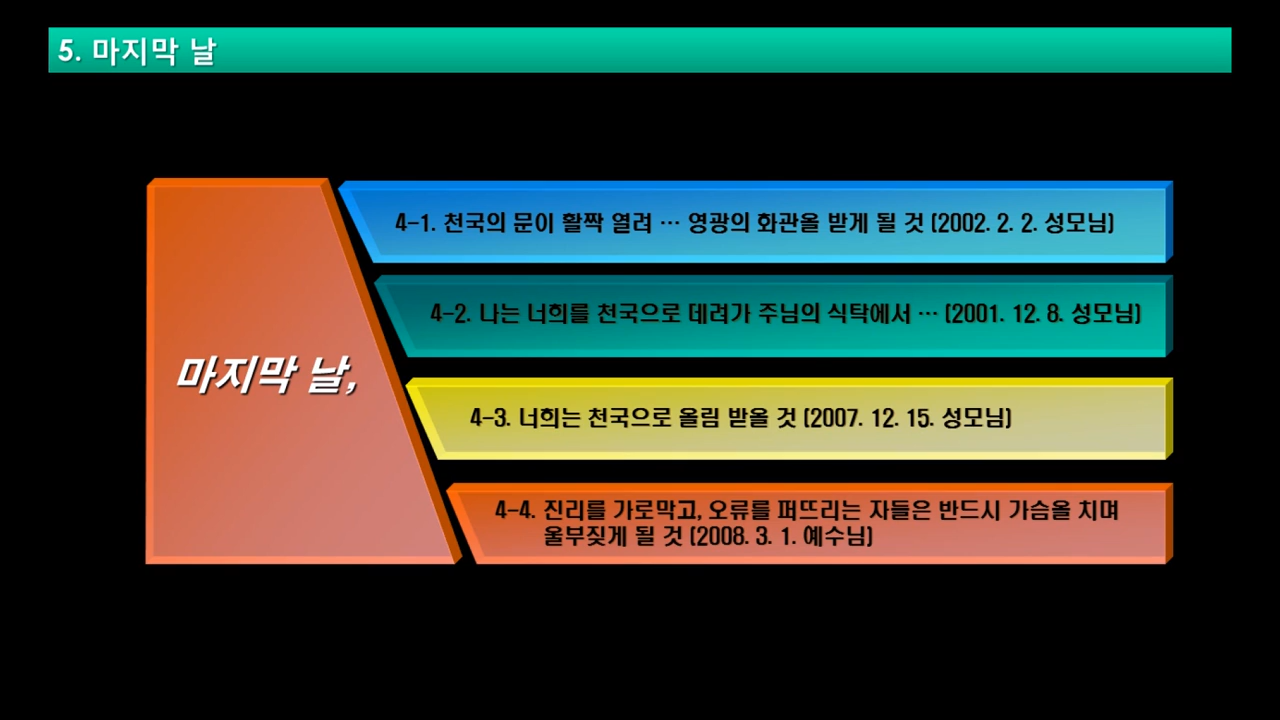 5. 마지막 날
마지막 날,
4-1. 천국의 문이 활짝 열려 … 영광의 화관을 받게 될 것 (2002. 2. 2. 성모님)
4-2. 나는 너희를 천국으로 데려가 주님의 식탁에서 … (2001. 12. 8. 성모님)
4-3. 너희는 천국으로 올림 받을 것 (2007. 12. 15. 성모님)
4-4. 진리를 가로막고, 오류를 퍼뜨리는 자들은 반드시 가슴을 치며
울부짖게 될 것 (2008. 3. 1. 예수님)